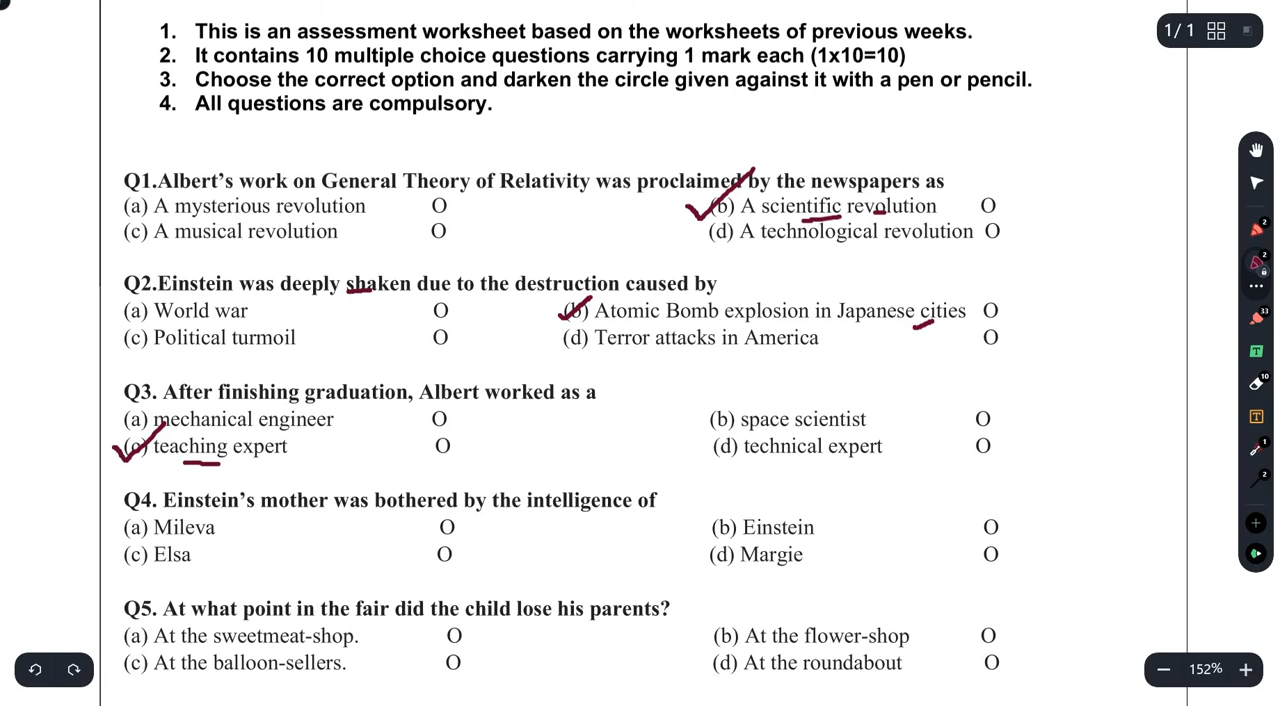 1. This is an assessment worksheet based on the worksheets of previous weeks.
1/1
2. It contains 10 multiple choice questions carrying 1 mark each (1x10=10)
3. Choose the correct option and darken the circle given against it with a pen or pencil.
4. All questions are compulsory.
Q1.Albert's work on General Theory of Relativity was proclaimed by the newspapers as
(a) A mysterious revolution O (b) A scientific revolution O
(c) A musical revolution O (d) A technological revolution O
Q2.Einstein was deeply shaken due to the destruction caused by
(a) World war O (b) Atomic Bomb explosion in Japanese cities O
(c) Political turmoil O (d) Terror attacks in America O
Q3. After finishing graduation, Albert worked as a
(a) mechanical engineer O (b) space scientist O
(c) teaching expert O (d) technical expert O
Q4. Einstein's mother was bothered by the intelligence of
(a) Mileva O (b) Einstein O
(c) Elsa O (d) Margie O
Q5. At what point in the fair did the child lose his parents?
(a) At the sweetmeat-shop. O (b) At the flower-shop O
(c) At the balloon-sellers. O (d) At the roundabout O
2
2
33
T
10
T
1
2
152%